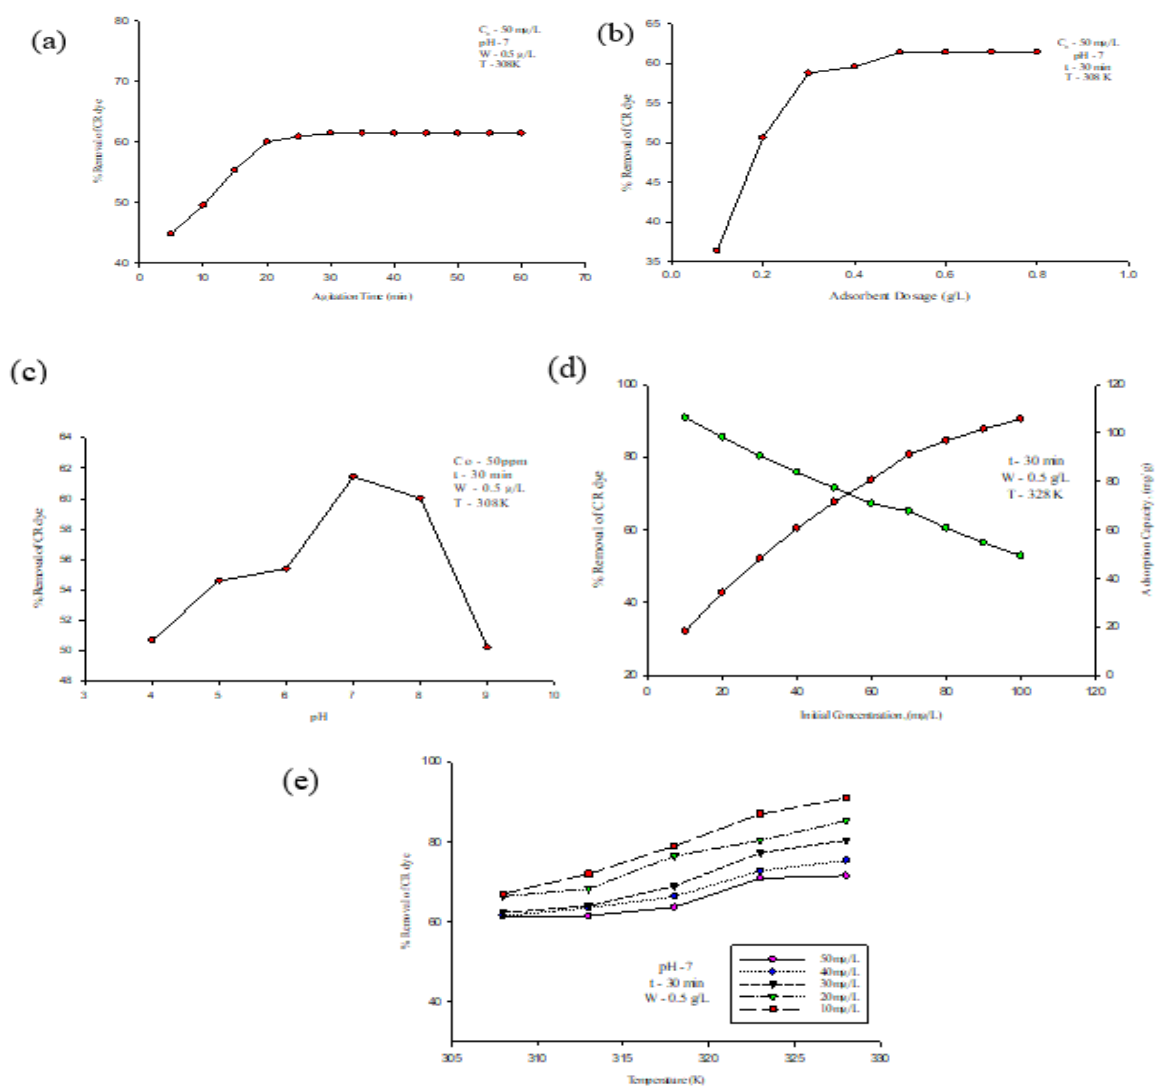 (a)
80
70
60
50
40
0
10
20
30
40
50
60
70
% Removal of CR dye
Agitation Time (min)
C₀ - 50 mg/L
pH - 7
W - 0.5 g/L
T - 308K
(b)
65
60
55
50
45
40
35
0.0
0.2
0.4
0.6
0.8
1.0
% Removal of CR dye
Adsorbent Dosage (g/L)
C₀ - 50 mg/L
pH - 7
t - 30 min
T - 308 K
(c)
64
62
60
58
56
54
52
50
48
3
4
5
6
7
8
9
10
% Removal of CR dye
pH
Co - 50ppm
t - 30 min
W - 0.5 g/L
T - 308K
(d)
100
80
60
40
20
0
20
40
60
80
100
120
120
100
80
60
40
20
0
% Removal of CR dye
Initial Concentration, (mg/L)
Adsorption Capacity, (mg/g)
t - 30 min
W - 0.5 g/L
T - 328 K
(e)
100
80
60
40
305
310
315
320
325
330
% Removal of CR dye
Temperature (K)
pH - 7
t - 30 min
W - 0.5 g/L
50mg/L
40mg/L
30mg/L
20mg/L
10mg/L